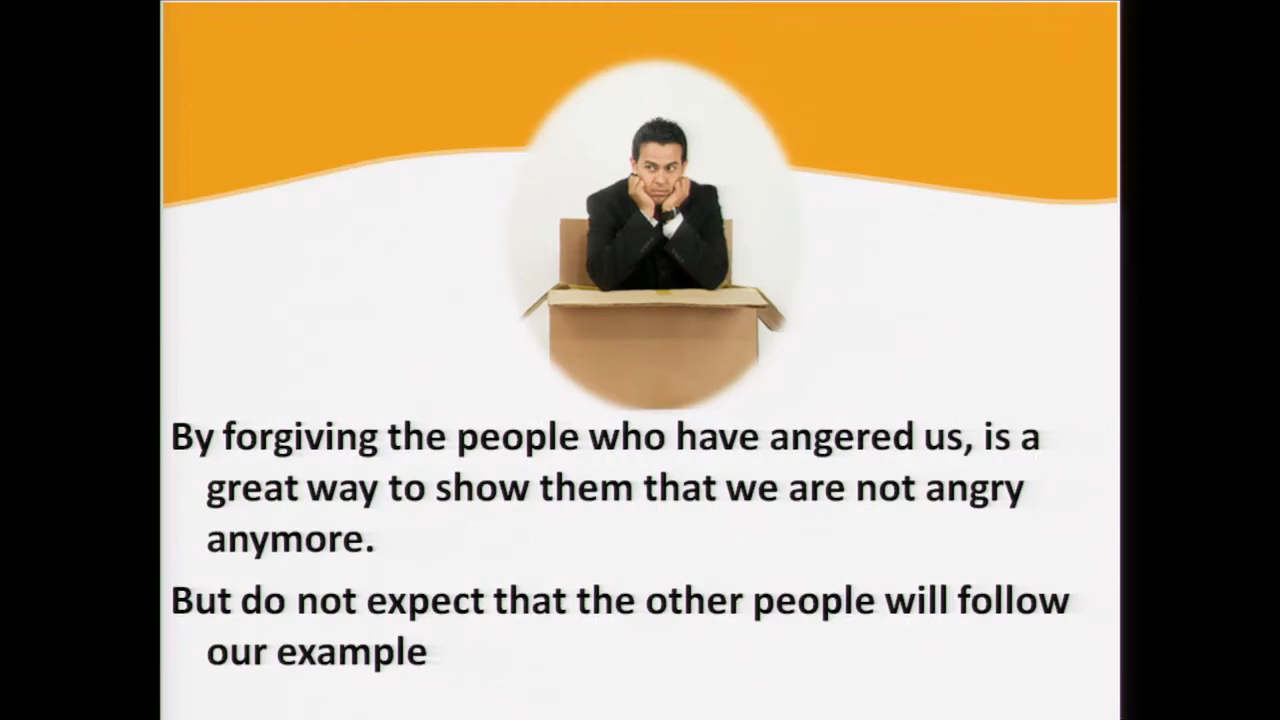 By forgiving the people who have angered us, is a
great way to show them that we are not angry
anymore.
But do not expect that the other people will follow
our example